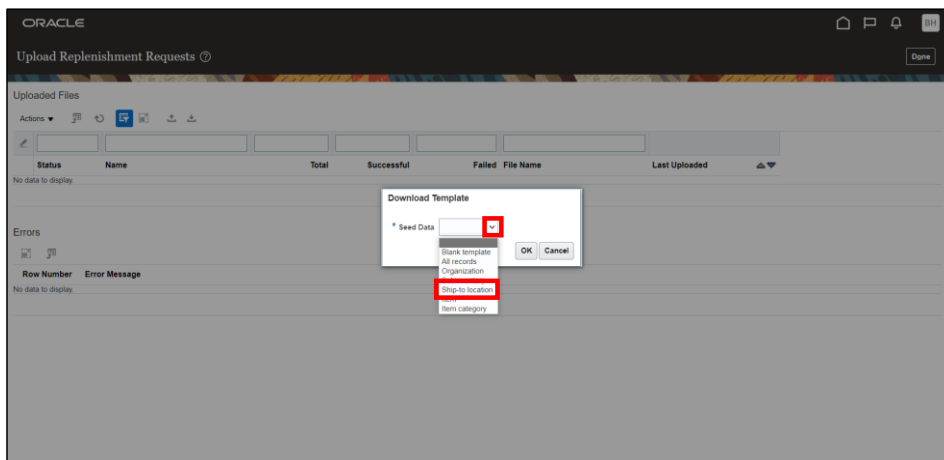 ORACLE
BH
Upload Replenishment Requests
Done
Uploaded Files
Actions
Status Name Total Successful Failed File Name Last Uploaded
No data to display.
Download Template
* Seed Data
Blank template
All records
Organization
Ship-to location
Item category
OK Cancel
Errors
Row Number Error Message
No data to display.